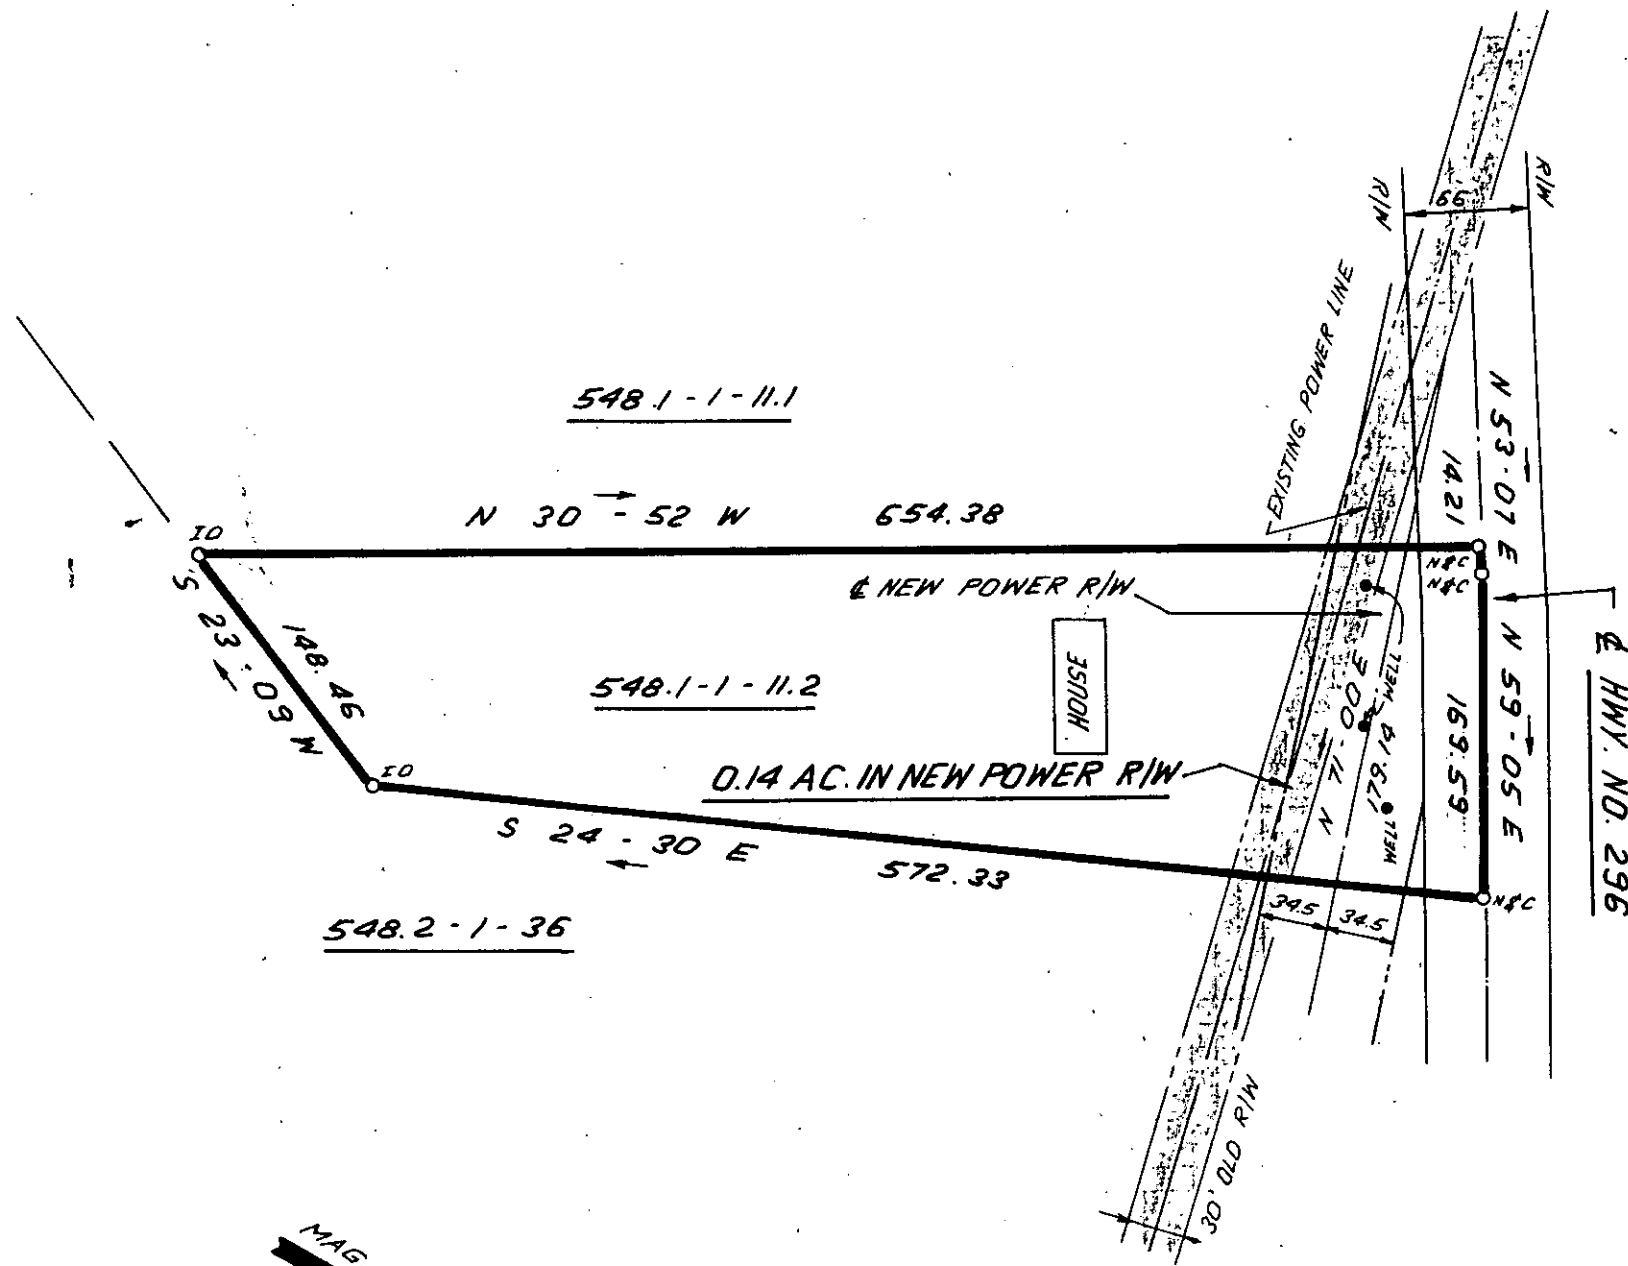 R/W
R/W
66
EXISTING POWER LINE
548.1-1-11.1
N 53-07 E
14.21
N 30-52 W 654.38
IO
N&C
N&C
℄ NEW POWER R/W
℄ HWY. NO. 296
S 23-09 W
148.46
HOUSE
548.1-1-11.2
N 71-00 E
179.14
WELL
WELL
N 59-05 E
169.59
0.14 AC. IN NEW POWER R/W
IO
S 24-30 E 572.33
N&C
34.5
34.5
548.2-1-36
30' OLD R/W
MAG